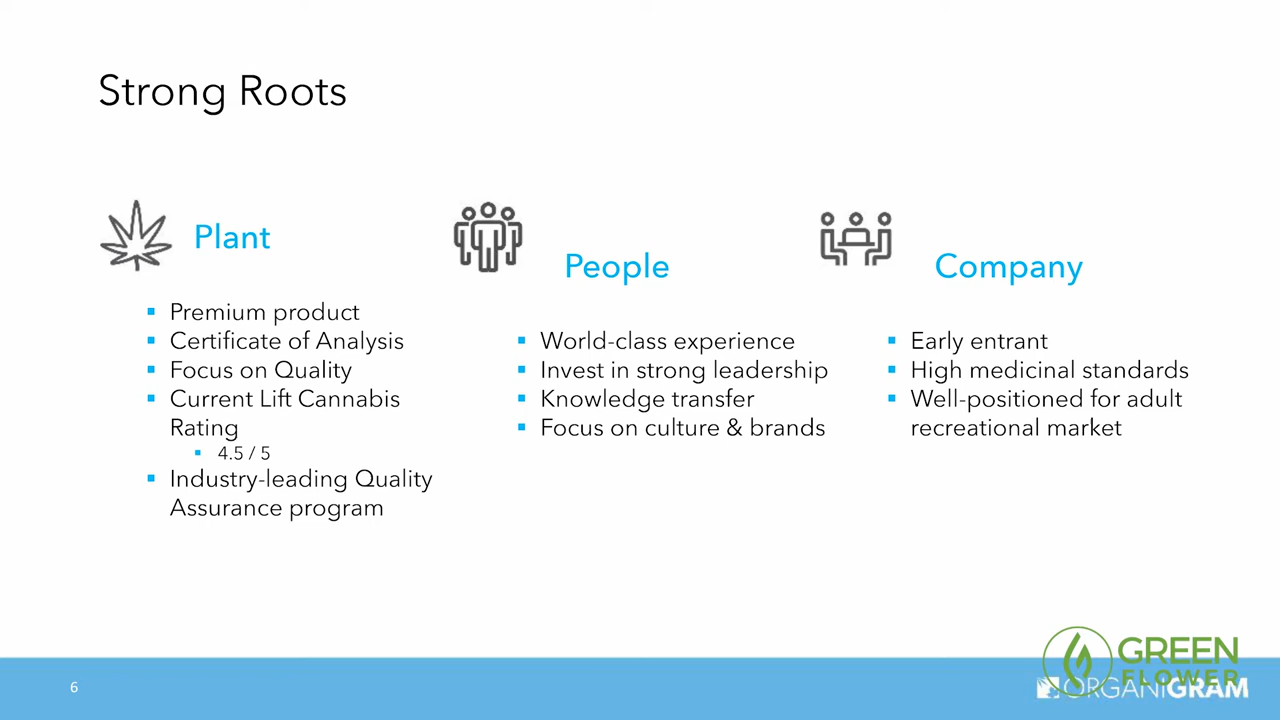 Strong Roots
Plant
Premium product
Certificate of Analysis
Focus on Quality
Current Lift Cannabis
Rating
4.5 / 5
Industry-leading Quality
Assurance program
People
World-class experience
Invest in strong leadership
Knowledge transfer
Focus on culture & brands
Company
Early entrant
High medicinal standards
Well-positioned for adult
recreational market
6
GREEN
FLOWER
ORGANIGRAM